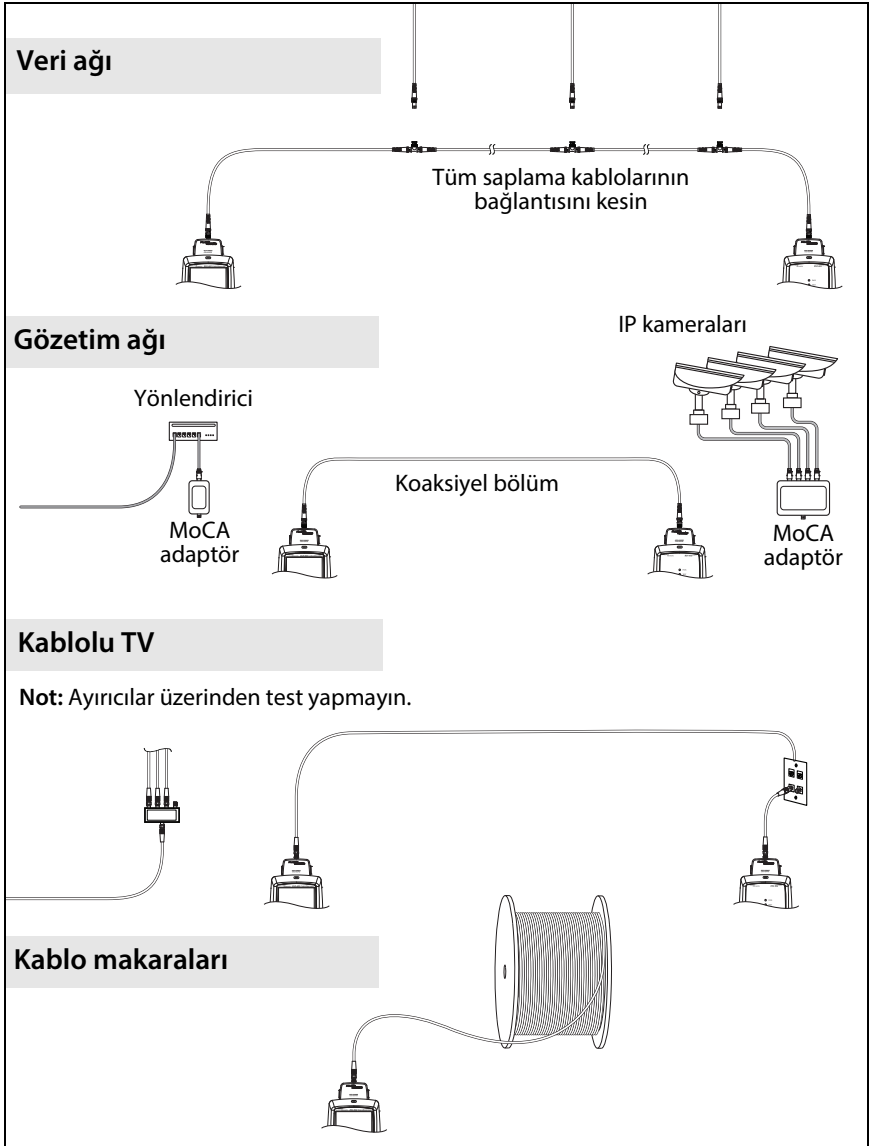 Veri ağı
Tüm saplama kablolarının
bağlantısını kesin
Gözetim ağı
IP kameraları
Yönlendirici
Koaksiyel bölüm
MoCA
adaptör
MoCA
adaptör
Kablolu TV
Not: Ayırıcılar üzerinden test yapmayın.
Kablo makaraları